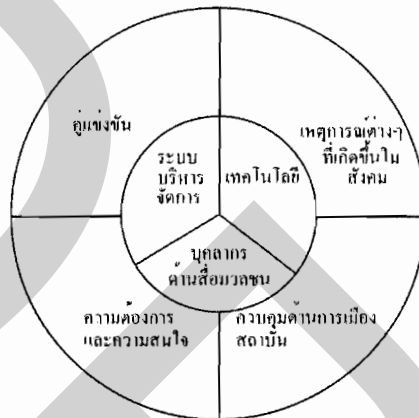 คู่แข่งขัน
เหตุการณ์ต่างๆ
ที่เกิดขึ้นใน
สังคม
ระบบ
บริหาร
จัดการ
เทคโนโลยี
บุคลากร
ด้านสื่อมวลชน
ความต้องการ
และความสนใจ
ควบคุมด้านการเมือง
สถาบัน